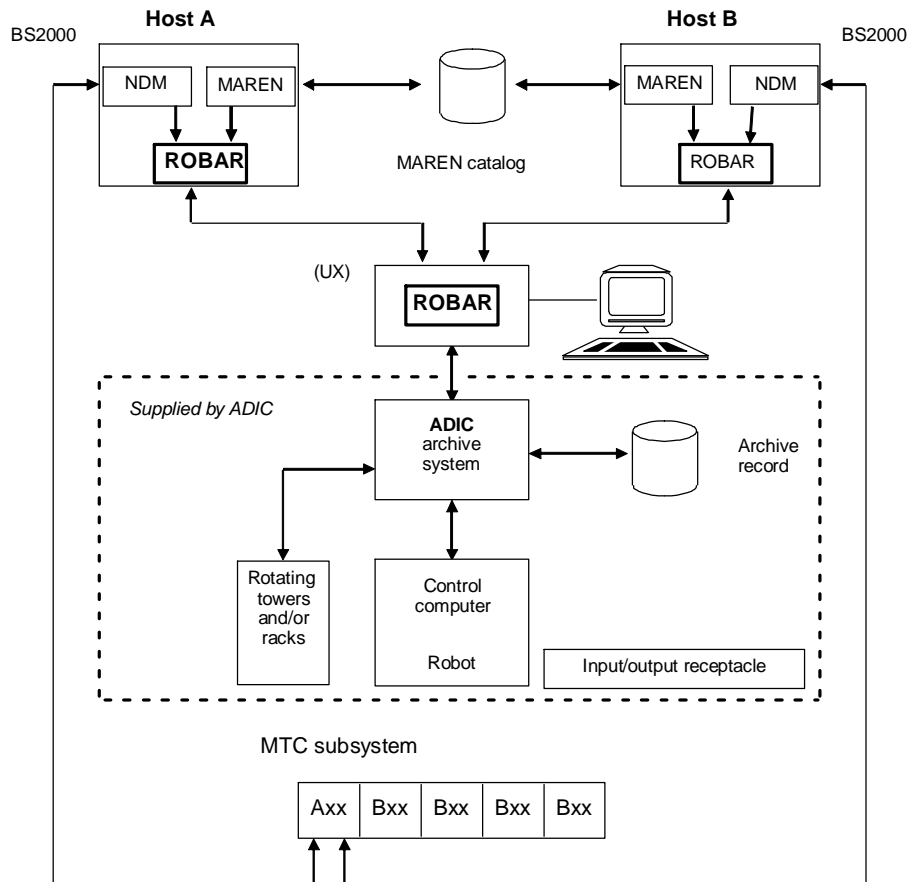 Host A
Host B
BS2000
BS2000
NDM
MAREN
MAREN
NDM
ROBAR
MAREN catalog
ROBAR
(UX)
ROBAR
Supplied by ADIC
ADIC
archive
system
Archive
record
Rotating
towers
and/or
racks
Control
computer
Robot
Input/output receptacle
MTC subsystem
Axx
Bxx
Bxx
Bxx
Bxx